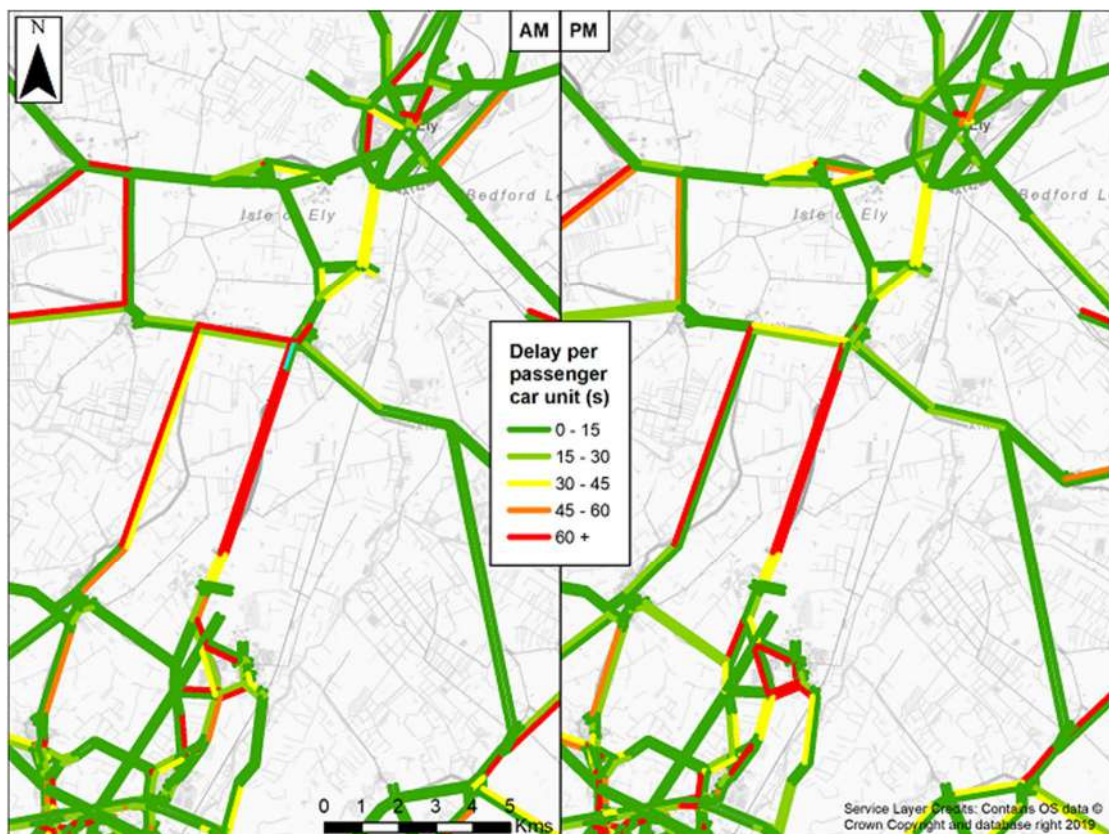 N
AM
PM
Ely
Ely
Bedford Le
Bedford Le
Isle of Ely
Isle of Ely
Delay per
passenger
car unit (s)
0 - 15
15 - 30
30 - 45
45 - 60
60 +
0 1 2 3 4 5
Kms
Service Layer Credits: Contains OS data ©
Crown Copyright and database right 2019